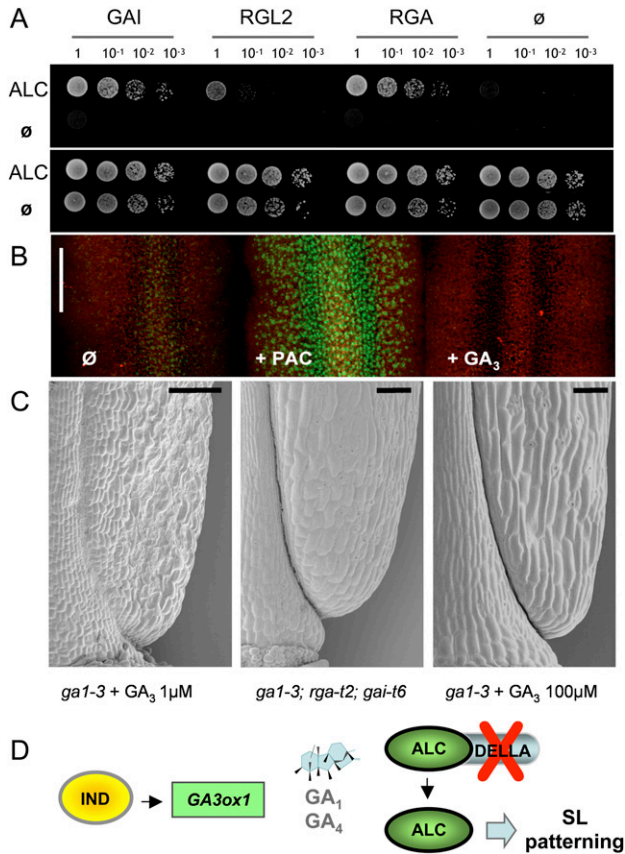 A
GAI RGL2 RGA ø
1 10⁻¹ 10⁻² 10⁻³ 1 10⁻¹ 10⁻² 10⁻³ 1 10⁻¹ 10⁻² 10⁻³ 1 10⁻¹ 10⁻² 10⁻³
ALC
ø
ALC
ø
B
Ø + PAC + GA₃
C
ga1-3 + GA₃ 1µM ga1-3; rga-t2; gai-t6 ga1-3 + GA₃ 100µM
D
IND GA3ox1
GA₁
GA₄
ALC DELLA
ALC
SL
patterning